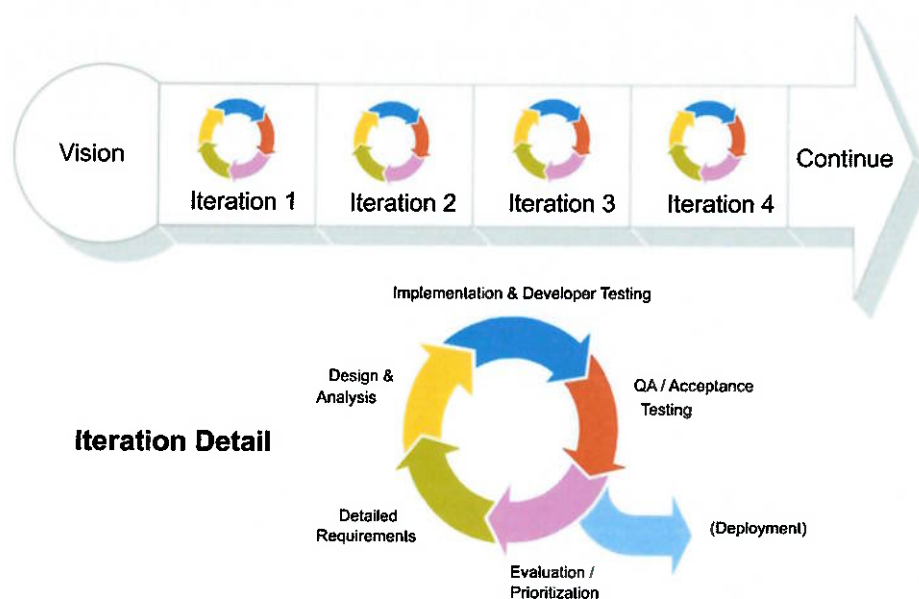 Vision
Iteration 1
Iteration 2
Iteration 3
Iteration 4
Continue
Implementation & Developer Testing
Design &
Analysis
QA / Acceptance
Testing
Iteration Detail
Detailed
Requirements
(Deployment)
Evaluation /
Prioritization